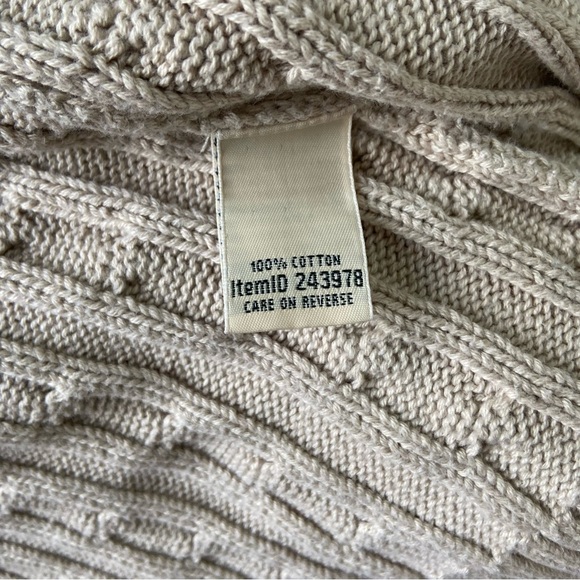 100% COTTON
ItemID 243978
CARE ON REVERSE